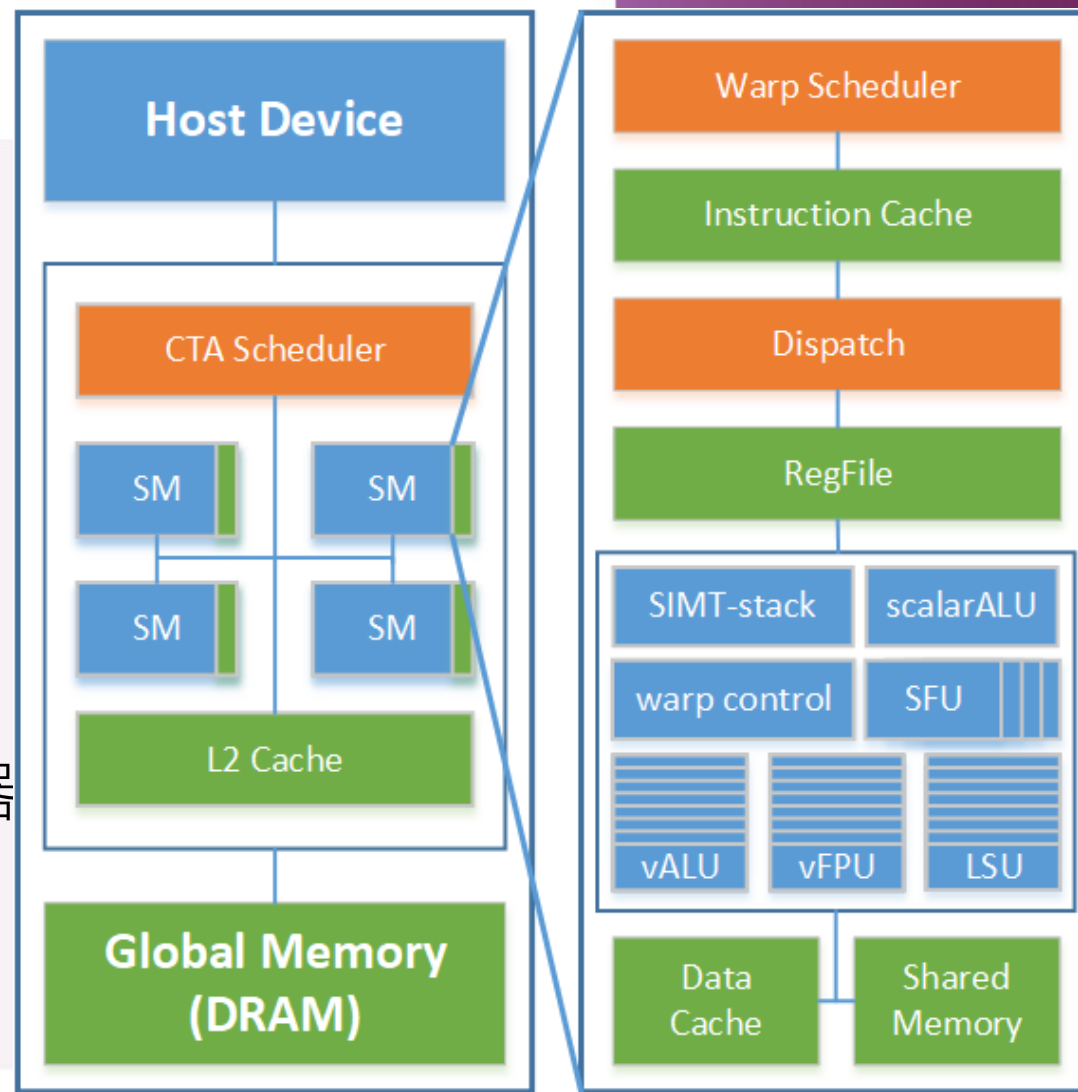 Host Device
CTA Scheduler
SM
SM
SM
SM
L2 Cache
Global Memory
(DRAM)
Warp Scheduler
Instruction Cache
Dispatch
RegFile
SIMT-stack
scalarALU
warp control
SFU
vALU
vFPU
LSU
Data
Cache
Shared
Memory